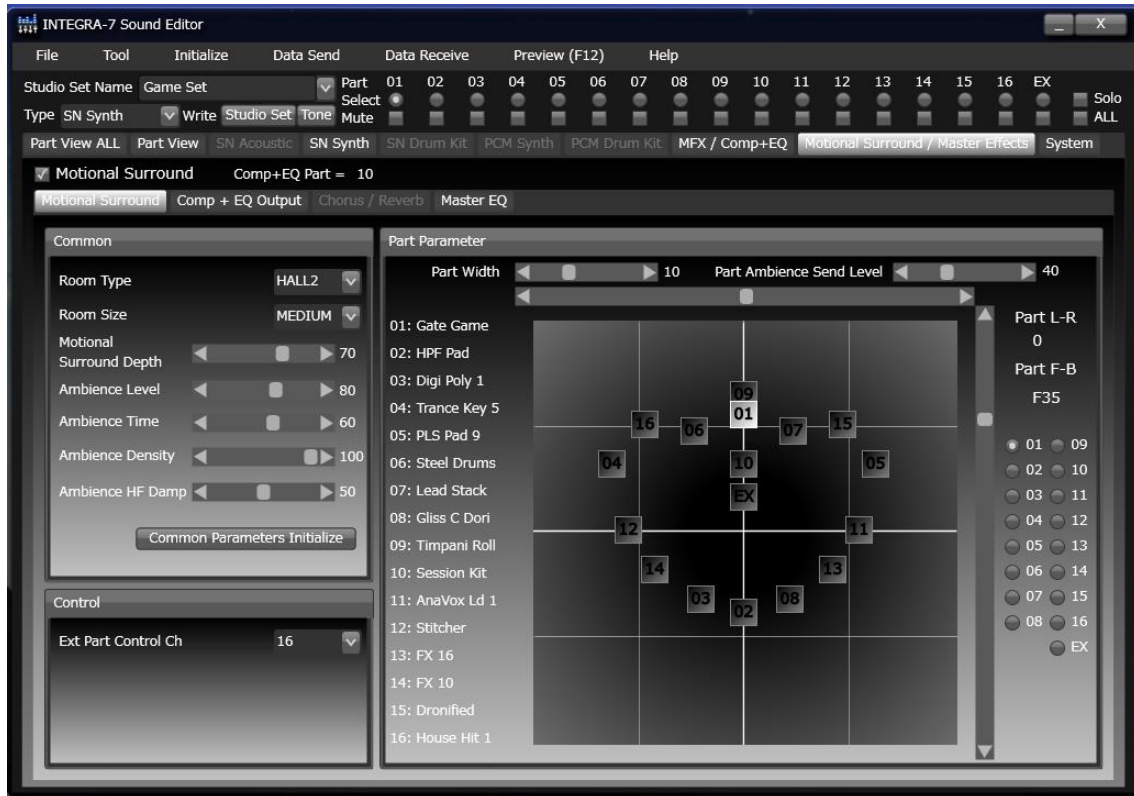 INTEGRA-7 Sound Editor
_ X
File Tool Initialize Data Send Data Receive Preview (F12) Help
Studio Set Name Game Set Part Select 01 02 03 04 05 06 07 08 09 10 11 12 13 14 15 16 EX Solo
Type SN Synth Write Studio Set Tone Mute ALL
Part View ALL Part View SN Acoustic SN Synth SN Drum Kit PCM Synth PCM Drum Kit MFX / Comp+EQ Motional Surround / Master Effects System
Motional Surround Comp+EQ Part = 10
Motional Surround Comp + EQ Output Chorus / Reverb Master EQ
Common
Room Type HALL2
Room Size MEDIUM
Motional
Surround Depth 70
Ambience Level 80
Ambience Time 60
Ambience Density 100
Ambience HF Damp 50
Common Parameters Initialize
Control
Ext Part Control Ch 16
Part Parameter
Part Width 10 Part Ambience Send Level 40
01: Gate Game
02: HPF Pad
03: Digi Poly 1
04: Trance Key 5
05: PLS Pad 9
06: Steel Drums
07: Lead Stack
08: Gliss C Dori
09: Timpani Roll
10: Session Kit
11: AnaVox Ld 1
12: Stitcher
13: FX 16
14: FX 10
15: Dronified
16: House Hit 1
09
01
16 06 07 15
04 10 05
EX
12 11
14 13
03 02 08
Part L-R
0
Part F-B
F35
01 09
02 10
03 11
04 12
05 13
06 14
07 15
08 16
EX